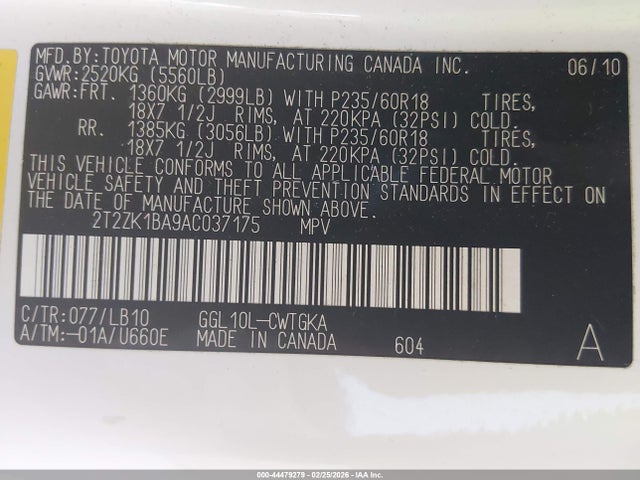 MFD.BY:TOYOTA MOTOR MANUFACTURING CANADA INC. 06/10
GVWR:2520KG (5560LB)
GAWR:FRT. 1360KG (2999LB) WITH P235/60R18 TIRES,
18X7 1/2J RIMS, AT 220KPA (32PSI) COLD.
RR. 1385KG (3056LB) WITH P235/60R18 TIRES,
18X7 1/2J RIMS, AT 220KPA (32PSI) COLD.
THIS VEHICLE CONFORMS TO ALL APPLICABLE FEDERAL MOTOR
VEHICLE SAFETY AND THEFT PREVENTION STANDARDS IN EFFECT ON
THE DATE OF MANUFACTURE SHOWN ABOVE.
2T2ZK1BA9AC037175 MPV
C/TR:077/LB10 GGL10L-CWTGKA
A/TM:-01A/U660E MADE IN CANADA 604 A
000-44479279 - 02/25/2026 - IAA Inc.